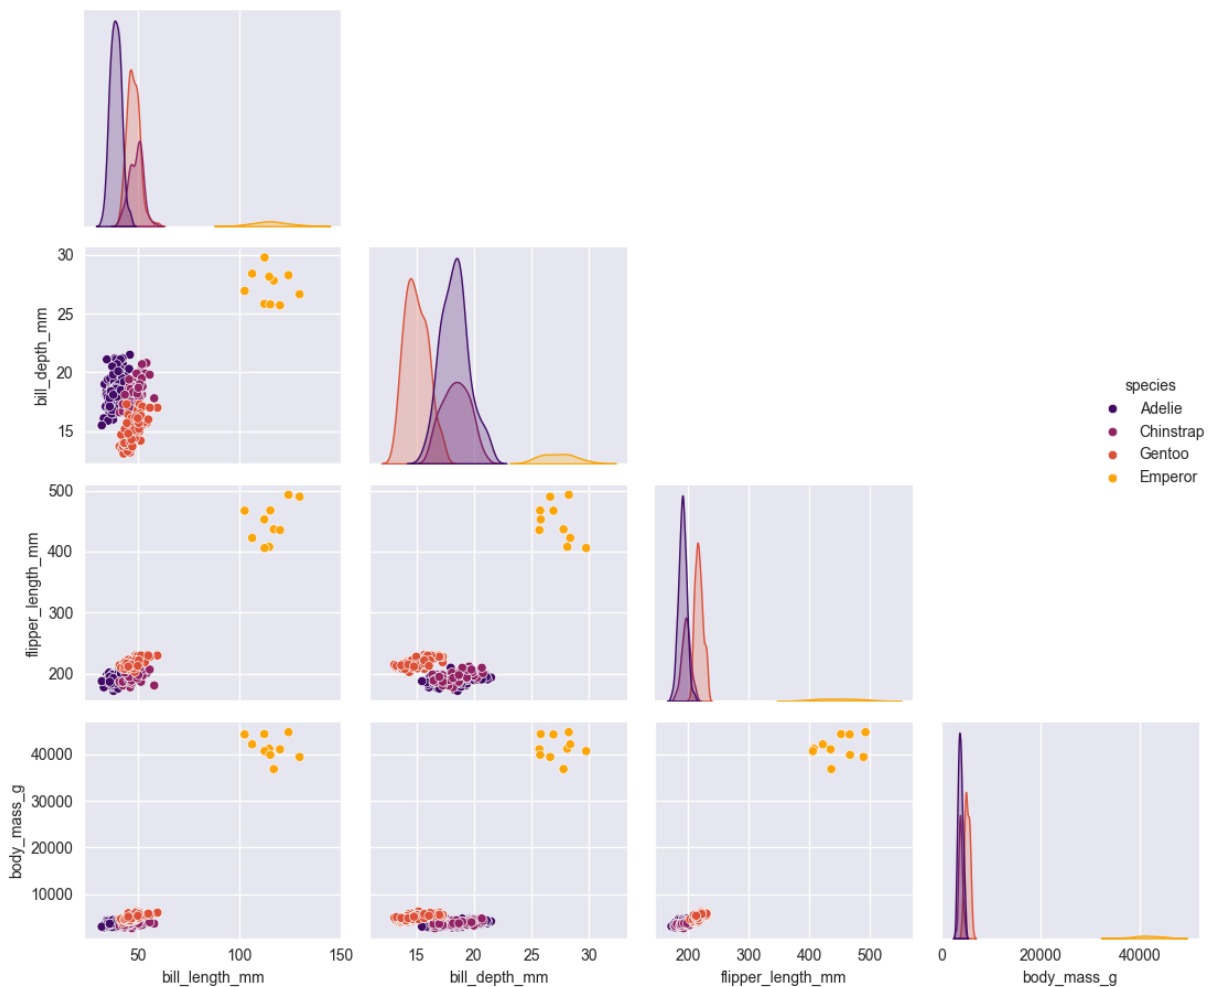 30
25
20
15
bill_depth_mm
500
400
300
200
flipper_length_mm
species
Adelie
Chinstrap
Gentoo
Emperor
40000
30000
20000
10000
body_mass_g
50 100 150
bill_length_mm
15 20 25 30
bill_depth_mm
200 300 400 500
flipper_length_mm
0 20000 40000
body_mass_g